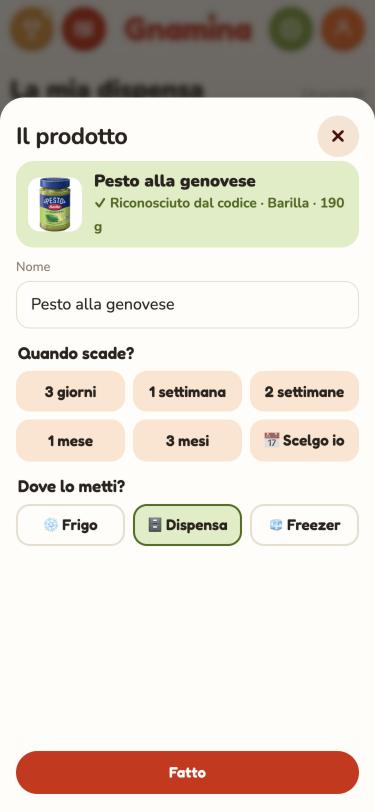 Gnamina
La mia dispensa
Il prodotto
Pesto alla genovese
✓ Riconosciuto dal codice · Barilla · 190
g
Nome
Pesto alla genovese
Quando scade?
3 giorni
1 settimana
2 settimane
1 mese
3 mesi
Scelgo io
Dove lo metti?
Frigo
Dispensa
Freezer
Fatto